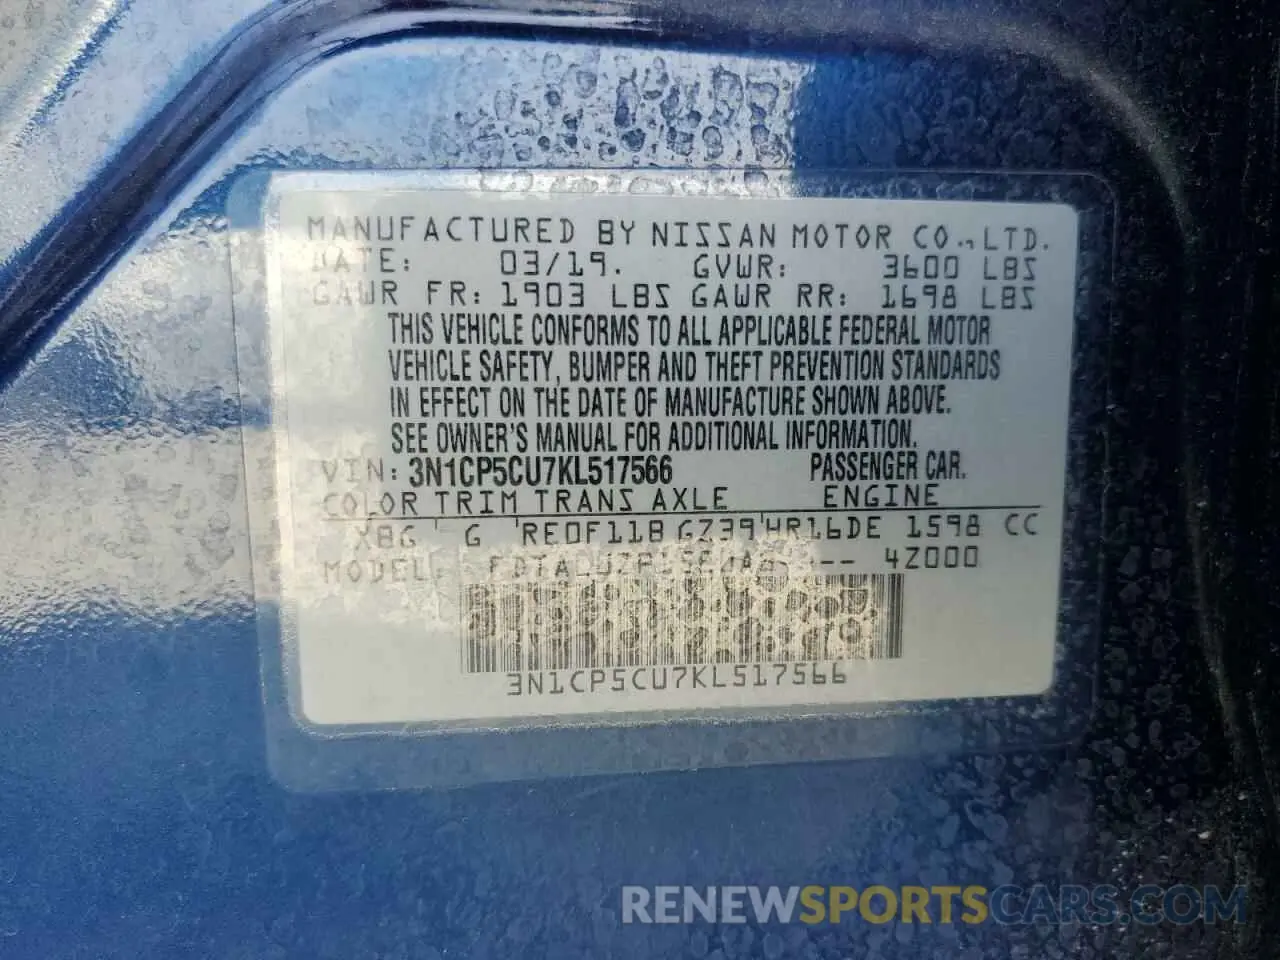 MANUFACTURED BY NISSAN MOTOR CO., LTD.
DATE: 03/19. GVWR: 3600 LBS
GAWR FR: 1903 LBS GAWR RR: 1698 LBS
THIS VEHICLE CONFORMS TO ALL APPLICABLE FEDERAL MOTOR
VEHICLE SAFETY, BUMPER AND THEFT PREVENTION STANDARDS
IN EFFECT ON THE DATE OF MANUFACTURE SHOWN ABOVE.
SEE OWNER'S MANUAL FOR ADDITIONAL INFORMATION.
VIN: 3N1CP5CU7KL517566 PASSENGER CAR.
COLOR TRIM TRANS AXLE ENGINE
XBG G RE0F11B GZ39 HR16DE 1598 CC
MODEL: 4Z000
3N1CP5CU7KL517566
RENEWSPORTSCARS.COM